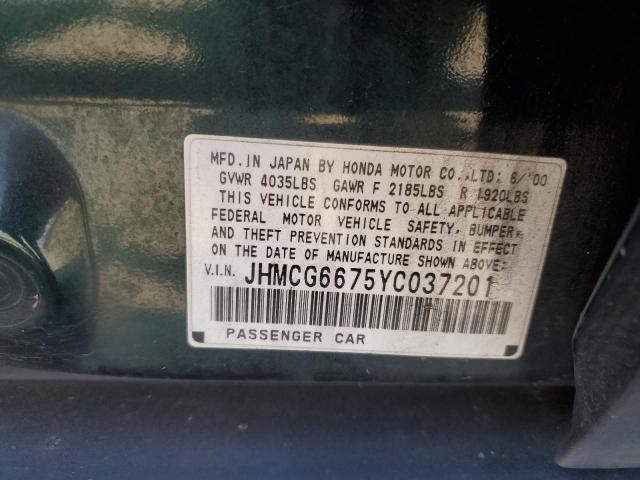 MFD. IN JAPAN BY HONDA MOTOR CO., LTD: 6/'00
GVWR 4035LBS GAWR F 2185LBS R 1920LBS
THIS VEHICLE CONFORMS TO ALL APPLICABLE
FEDERAL MOTOR VEHICLE SAFETY, BUMPER,
AND THEFT PREVENTION STANDARDS IN EFFECT
ON THE DATE OF MANUFACTURE SHOWN ABOVE:
V.I.N. JHMCG6675YC037201
PASSENGER CAR